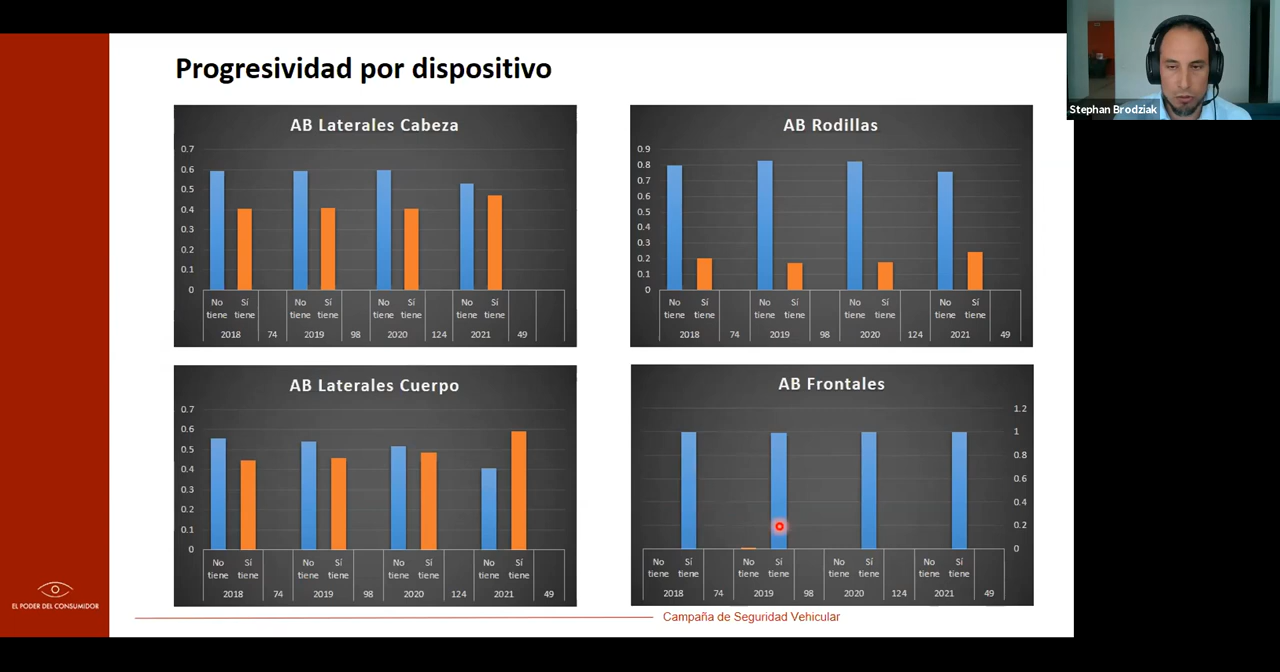 Progresividad por dispositivo
Stephan Brodziak
AB Laterales Cabeza
0.7
0.6
0.5
0.4
0.3
0.2
0.1
0
No tiene Sí tiene No tiene Sí tiene No tiene Sí tiene No tiene Sí tiene
2018 74 2019 98 2020 124 2021 49
AB Rodillas
0.9
0.8
0.7
0.6
0.5
0.4
0.3
0.2
0.1
0
No tiene Sí tiene No tiene Sí tiene No tiene Sí tiene No tiene Sí tiene
2018 74 2019 98 2020 124 2021 49
AB Laterales Cuerpo
0.7
0.6
0.5
0.4
0.3
0.2
0.1
0
No tiene Sí tiene No tiene Sí tiene No tiene Sí tiene No tiene Sí tiene
2018 74 2019 98 2020 124 2021 49
AB Frontales
1.2
1
0.8
0.6
0.4
0.2
0
No tiene Sí tiene No tiene Sí tiene No tiene Sí tiene No tiene Sí tiene
2018 74 2019 98 2020 124 2021 49
EL PODER DEL CONSUMIDOR
Campaña de Seguridad Vehicular